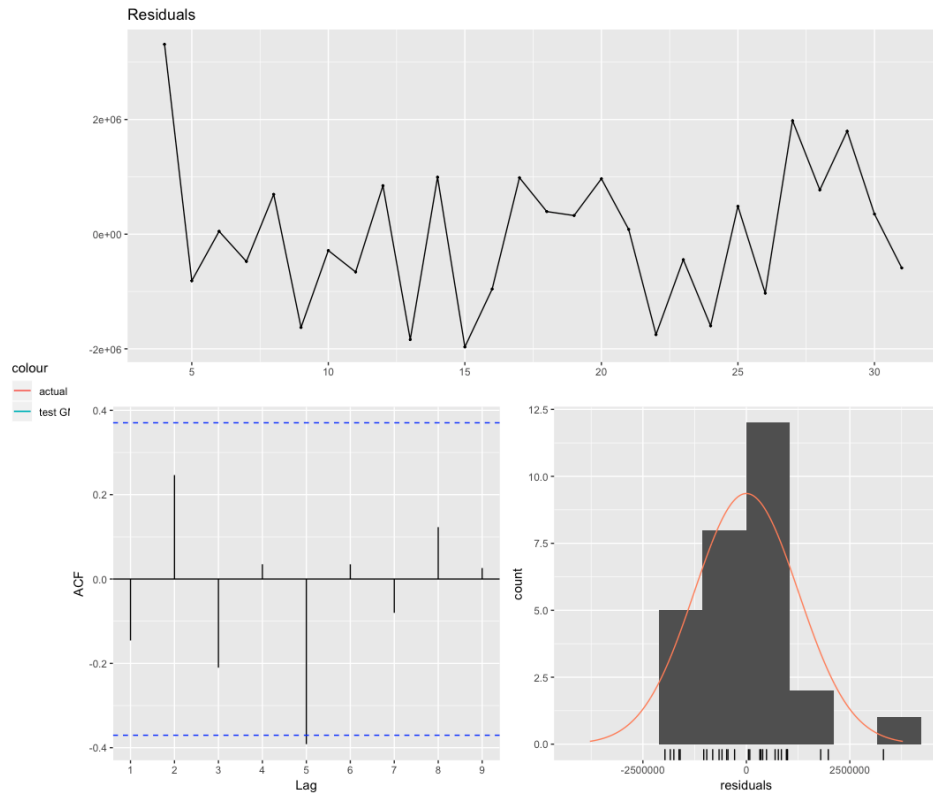 Residuals
2e+06
0e+00
-2e+06
5 10 15 20 25 30
colour
actual
test Gf
0.4
0.2
0.0
-0.2
-0.4
ACF
1 2 3 4 5 6 7 8 9
Lag
12.5
10.0
7.5
5.0
2.5
0.0
count
-2500000 0 2500000
residuals